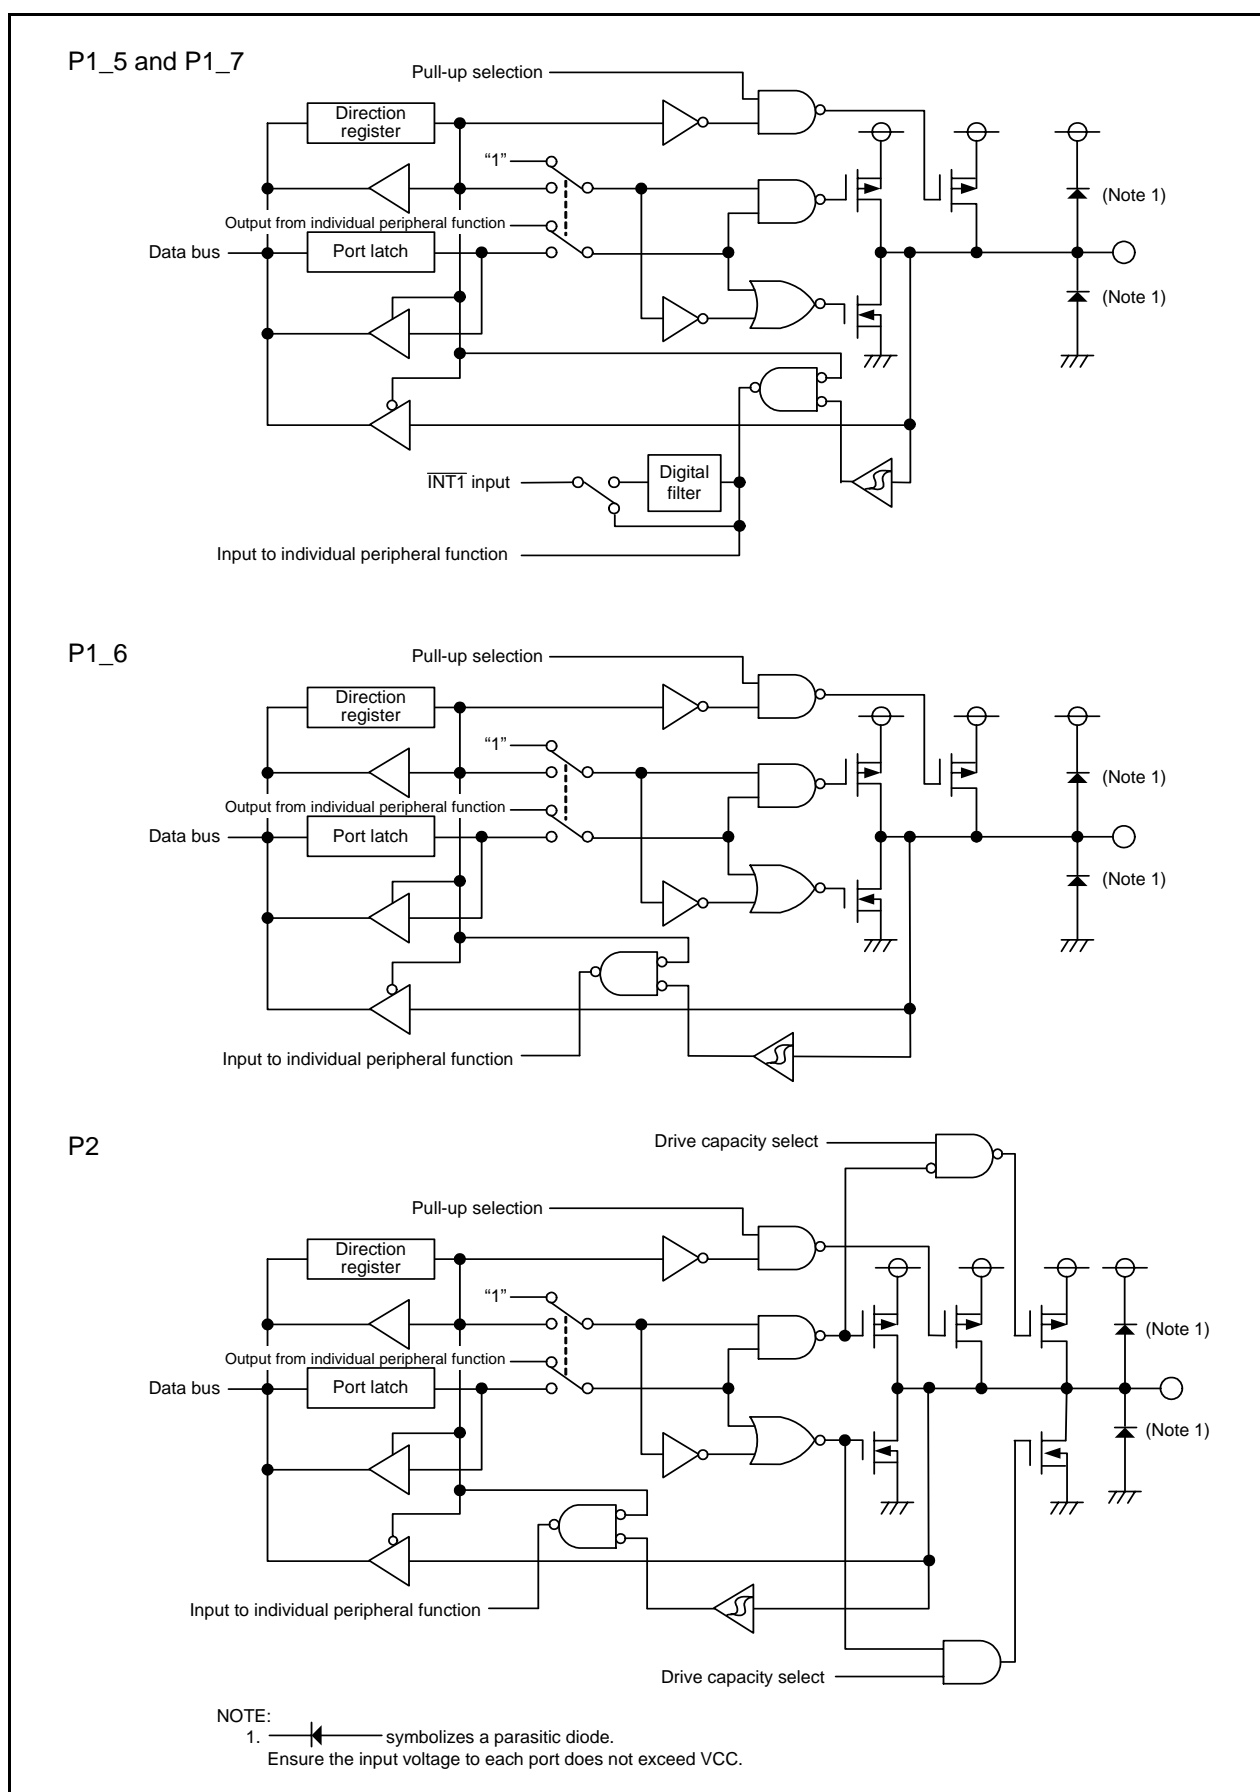 P1_5 and P1_7
Pull-up selection
Direction
register
“1”
Output from individual peripheral function
Data bus
Port latch
(Note 1)
(Note 1)
INT1 input
Digital
filter
Input to individual peripheral function
P1_6
Pull-up selection
Direction
register
“1”
Output from individual peripheral function
Data bus
Port latch
(Note 1)
(Note 1)
Input to individual peripheral function
P2
Drive capacity select
Pull-up selection
Direction
register
“1”
Output from individual peripheral function
Data bus
Port latch
(Note 1)
(Note 1)
Input to individual peripheral function
Drive capacity select
NOTE:
1. symbolizes a parasitic diode.
Ensure the input voltage to each port does not exceed VCC.